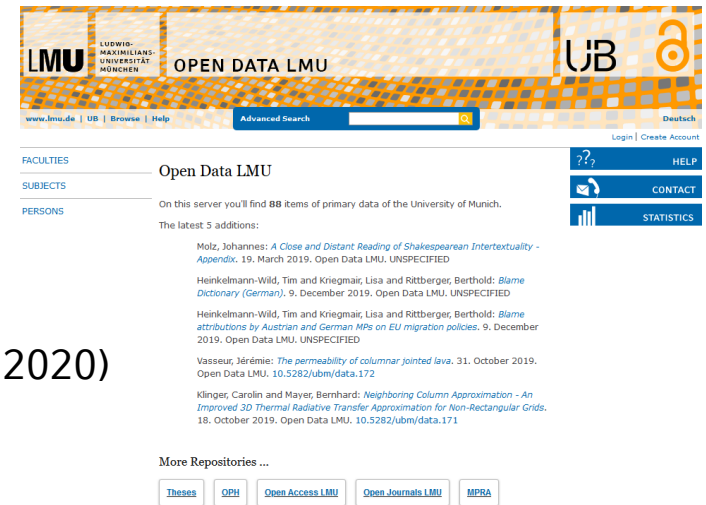 LMU
LUDWIG-
MAXIMILIANS-
UNIVERSITÄT
MÜNCHEN
OPEN DATA LMU
UB
www.lmu.de | UB | Browse | Help
Advanced Search
Deutsch
Login | Create Account
FACULTIES
SUBJECTS
PERSONS
Open Data LMU
On this server you'll find 88 items of primary data of the University of Munich.
The latest 5 additions:
Molz, Johannes: A Close and Distant Reading of Shakespearean Intertextuality -
Appendix. 19. March 2019. Open Data LMU. UNSPECIFIED
Heinkelmann-Wild, Tim and Kriegmair, Lisa and Rittberger, Berthold: Blame
Dictionary (German). 9. December 2019. Open Data LMU. UNSPECIFIED
Heinkelmann-Wild, Tim and Kriegmair, Lisa and Rittberger, Berthold: Blame
attributions by Austrian and German MPs on EU migration policies. 9. December
2019. Open Data LMU. UNSPECIFIED
Vasseur, Jérémie: The permeability of columnar jointed lava. 31. October 2019.
Open Data LMU. 10.5282/ubm/data.172
Klinger, Carolin and Mayer, Bernhard: Neighboring Column Approximation - An
Improved 3D Thermal Radiative Transfer Approximation for Non-Rectangular Grids.
18. October 2019. Open Data LMU. 10.5282/ubm/data.171
More Repositories ...
Theses
OPH
Open Access LMU
Open Journals LMU
MPRA
???
HELP
CONTACT
STATISTICS
2020)